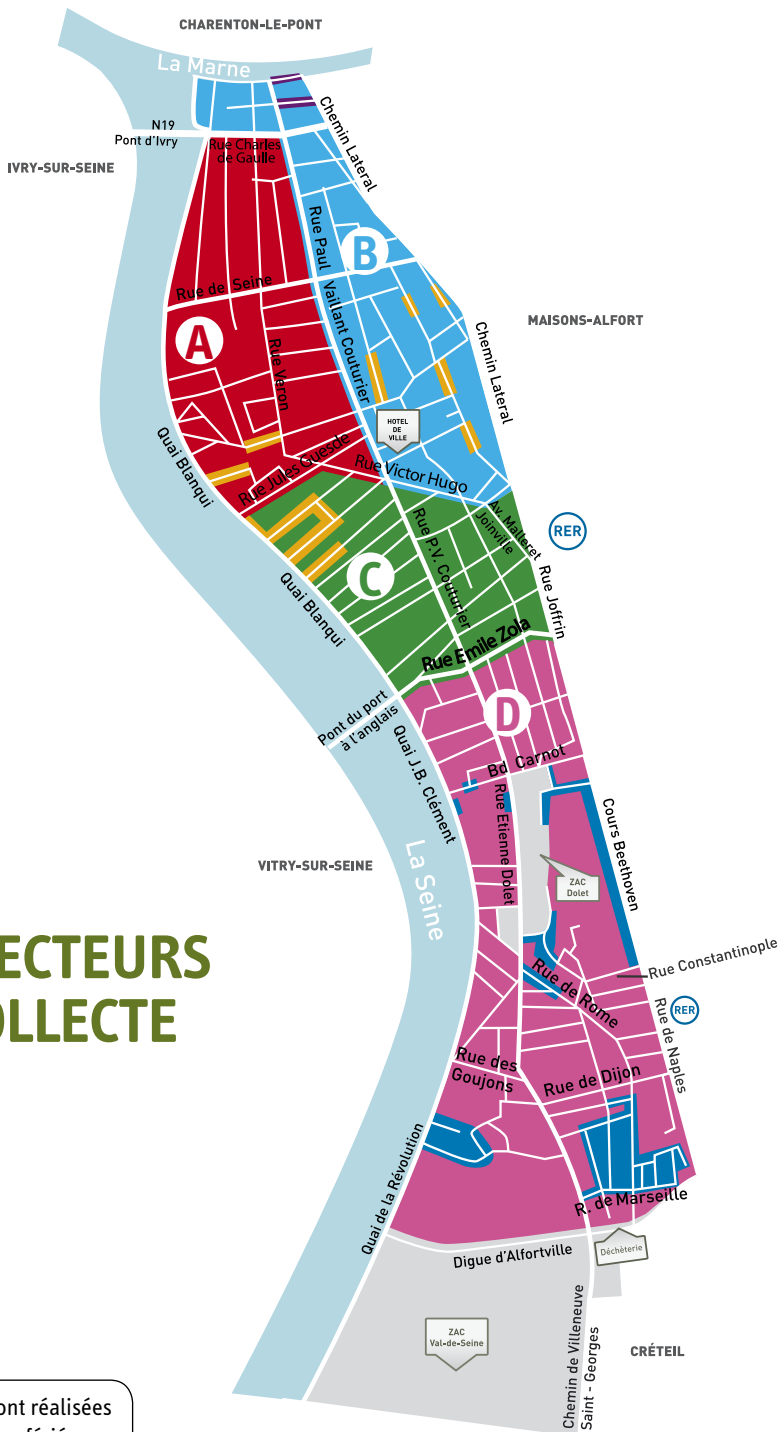 CHARENTON-LE-PONT
La Marne
N19
Pont d'Ivry
Rue Charles
de Gaulle
Chemin Lateral
IVRY-SUR-SEINE
Rue Paul Vaillant Couturier
B
Rue de Seine
MAISONS-ALFORT
A
Rue Veron
Chemin Lateral
HOTEL
DE
VILLE
Quai Blanqui
Rue Jules Guesde
Rue Victor Hugo
Av. Malleret
Joinville
RER
Rue P.V. Couturier
C
Quai Blanqui
Rue Joffrin
Rue Emile Zola
D
Pont du port
à l'anglais
Quai J.B. Clément
Bd Carnot
Rue Etienne Dolet
Cours Beethoven
VITRY-SUR-SEINE
La Seine
ZAC
Dolet
ECTEURS
OLLECTE
Rue Constantinople
Rue de Rome
RER
Rue de Naples
Rue des
Goujons
Rue de Dijon
Quai de la Révolution
R. de Marseille
Digue d'Alfortville
Déchèterie
ZAC
Val-de-Seine
Chemin de Villeneuve
Saint - Georges
CRÉTEIL
ont réalisées